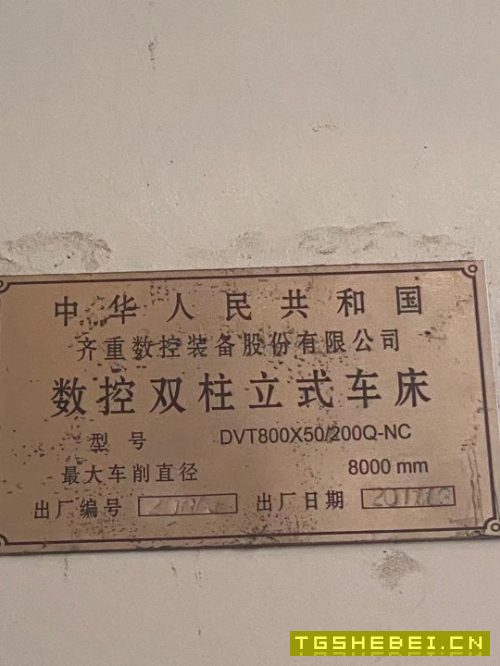 中华人民共和国
齐重数控装备股份有限公司
数控双柱立式车床
型号 DVT800X50/200Q-NC
最大车削直径 8000 mm
出厂编号 出厂日期
TGSHEBEI.CN